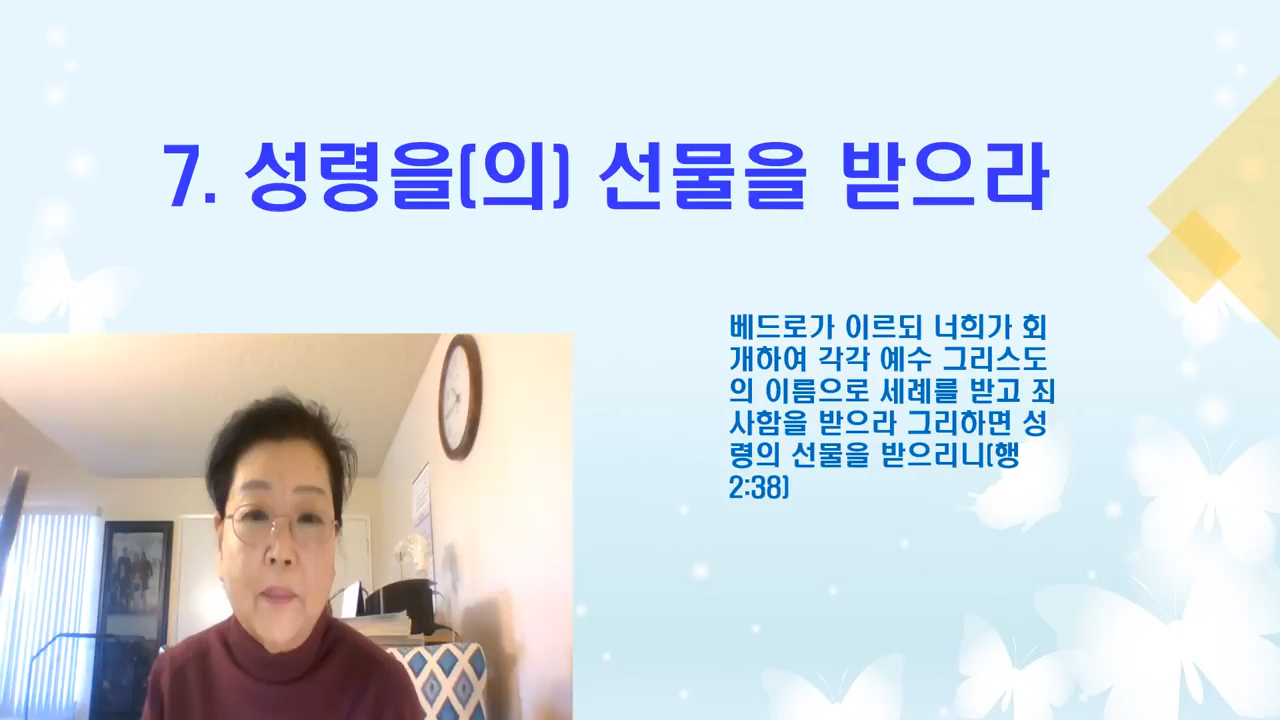 7. 성령을(의) 선물을 받으라
베드로가 이르되 너희가 회
개하여 각각 예수 그리스도
의 이름으로 세례를 받고 죄
사함을 받으라 그리하면 성
령의 선물을 받으리니(행
2:38)